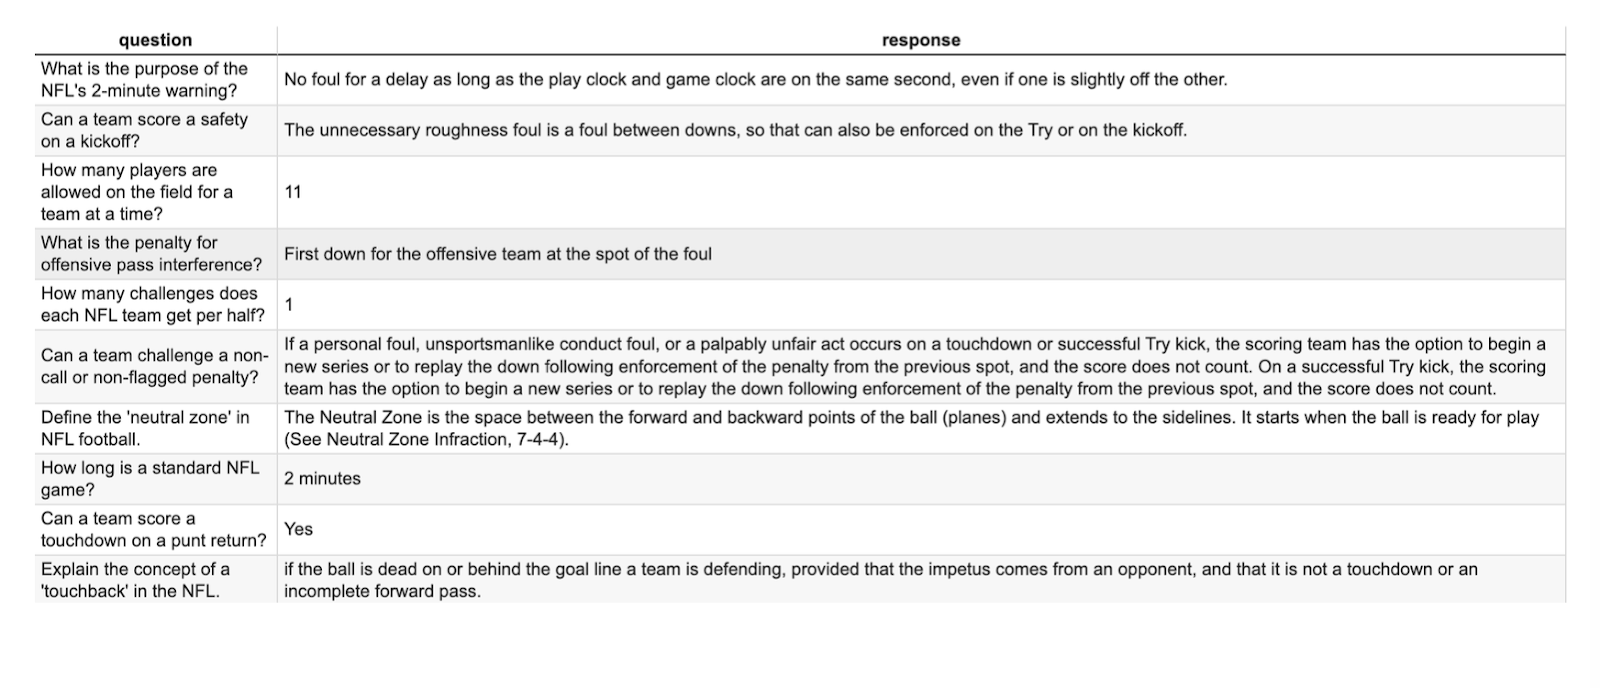 question response
What is the purpose of the
NFL's 2-minute warning?
No foul for a delay as long as the play clock and game clock are on the same second, even if one is slightly off the other.
Can a team score a safety
on a kickoff?
The unnecessary roughness foul is a foul between downs, so that can also be enforced on the Try or on the kickoff.
How many players are
allowed on the field for a
team at a time?
11
What is the penalty for
offensive pass interference?
First down for the offensive team at the spot of the foul
How many challenges does
each NFL team get per half?
1
Can a team challenge a non-
call or non-flagged penalty?
If a personal foul, unsportsmanlike conduct foul, or a palpably unfair act occurs on a touchdown or successful Try kick, the scoring team has the option to begin a
new series or to replay the down following enforcement of the penalty from the previous spot, and the score does not count. On a successful Try kick, the scoring
team has the option to begin a new series or to replay the down following enforcement of the penalty from the previous spot, and the score does not count.
Define the 'neutral zone' in
NFL football.
The Neutral Zone is the space between the forward and backward points of the ball (planes) and extends to the sidelines. It starts when the ball is ready for play
(See Neutral Zone Infraction, 7-4-4).
How long is a standard NFL
game?
2 minutes
Can a team score a
touchdown on a punt return?
Yes
Explain the concept of a
'touchback' in the NFL.
if the ball is dead on or behind the goal line a team is defending, provided that the impetus comes from an opponent, and that it is not a touchdown or an
incomplete forward pass.